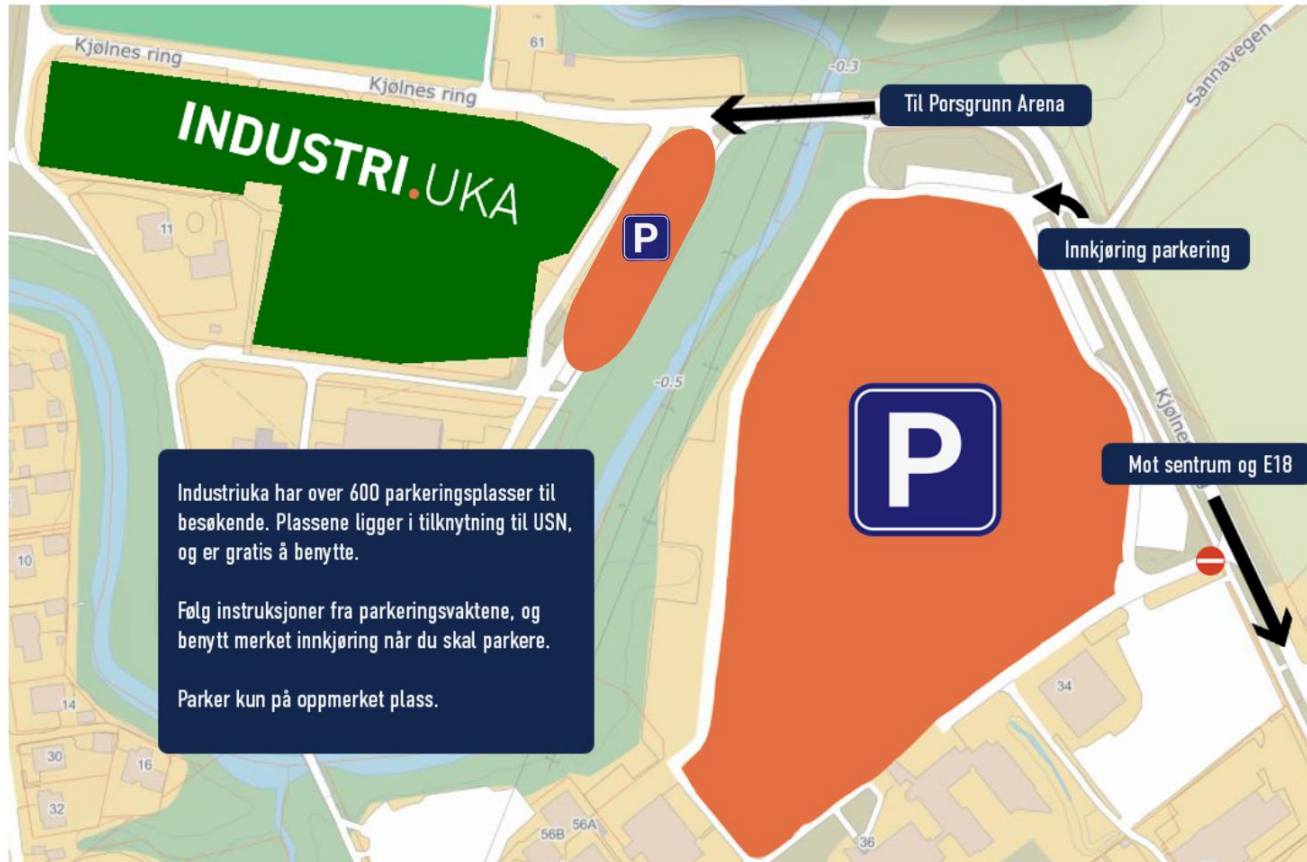 61
Kjølnes ring
Kjølnes ring
-0.3
Sannavegen
Til Porsgrunn Arena
INDUSTRI.UKA
P
11
Innkjøring parkering
-0.5
P
Kjølnes
Mot sentrum og E18
Industriuka har over 600 parkeringsplasser til
besøkende. Plassene ligger i tilknytning til USN,
og er gratis å benytte.
Følg instruksjoner fra parkeringsvaktene, og
benytt merket innkjøring når du skal parkere.
Parker kun på oppmerket plass.
10
14
30
16
32
34
56B
56A
36